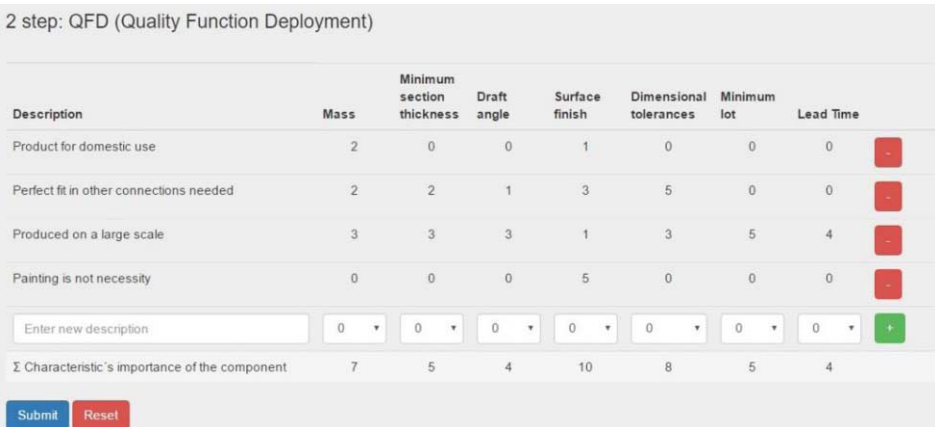 2 step: QFD (Quality Function Deployment)
Description Mass Minimum section thickness Draft angle Surface finish Dimensional tolerances Minimum lot Lead Time
Product for domestic use 2 0 0 1 0 0 0 -
Perfect fit in other connections needed 2 2 1 3 5 0 0 -
Produced on a large scale 3 3 3 1 3 5 4 -
Painting is not necessity 0 0 0 5 0 0 0 -
Enter new description 0 0 0 0 0 0 0 +
Σ Characteristic´s importance of the component 7 5 4 10 8 5 4
Submit Reset